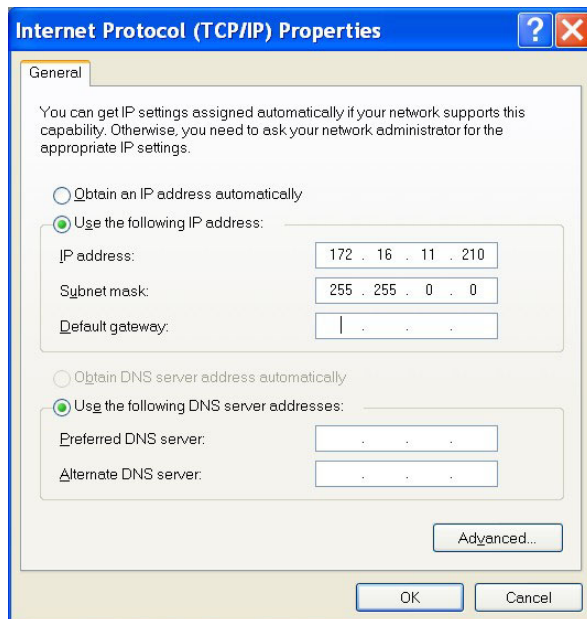 Internet Protocol (TCP/IP) Properties
General
You can get IP settings assigned automatically if your network supports this
capability. Otherwise, you need to ask your network administrator for the
appropriate IP settings.
Obtain an IP address automatically
Use the following IP address:
IP address: 172 . 16 . 11 . 210
Subnet mask: 255 . 255 . 0 . 0
Default gateway: . . .
Obtain DNS server address automatically
Use the following DNS server addresses:
Preferred DNS server: . . .
Alternate DNS server: . . .
Advanced...
OK Cancel